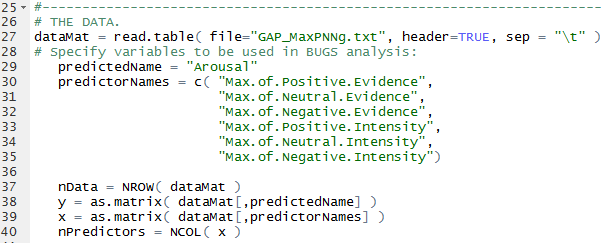 25 #-------------------------------------------------------------------
26 # THE DATA.
27 dataMat = read.table( file="GAP_MaxPNNg.txt", header=TRUE, sep = "\t" )
28 # Specify variables to be used in BUGS analysis:
29 predictedName = "Arousal"
30 predictorNames = c( "Max.of.Positive.Evidence",
31 "Max.of.Neutral.Evidence",
32 "Max.of.Negative.Evidence",
33 "Max.of.Positive.Intensity",
34 "Max.of.Neutral.Intensity",
35 "Max.of.Negative.Intensity")
36
37 nData = NROW( dataMat )
38 y = as.matrix( dataMat[,predictedName] )
39 x = as.matrix( dataMat[,predictorNames] )
40 nPredictors = NCOL( x )